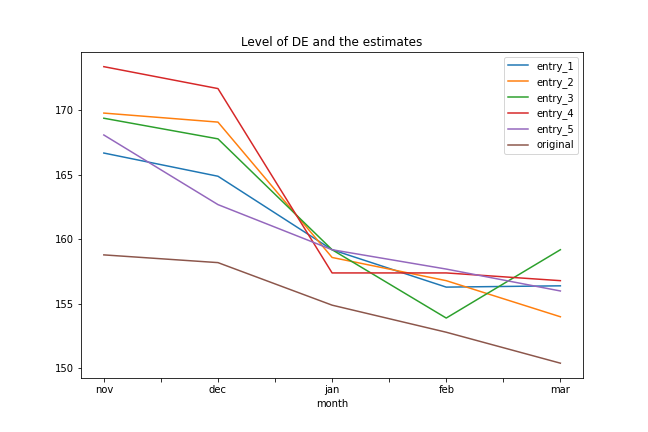 Level of DE and the estimates
entry_1
entry_2
entry_3
entry_4
entry_5
original
170
165
160
155
150
nov dec jan feb mar
month